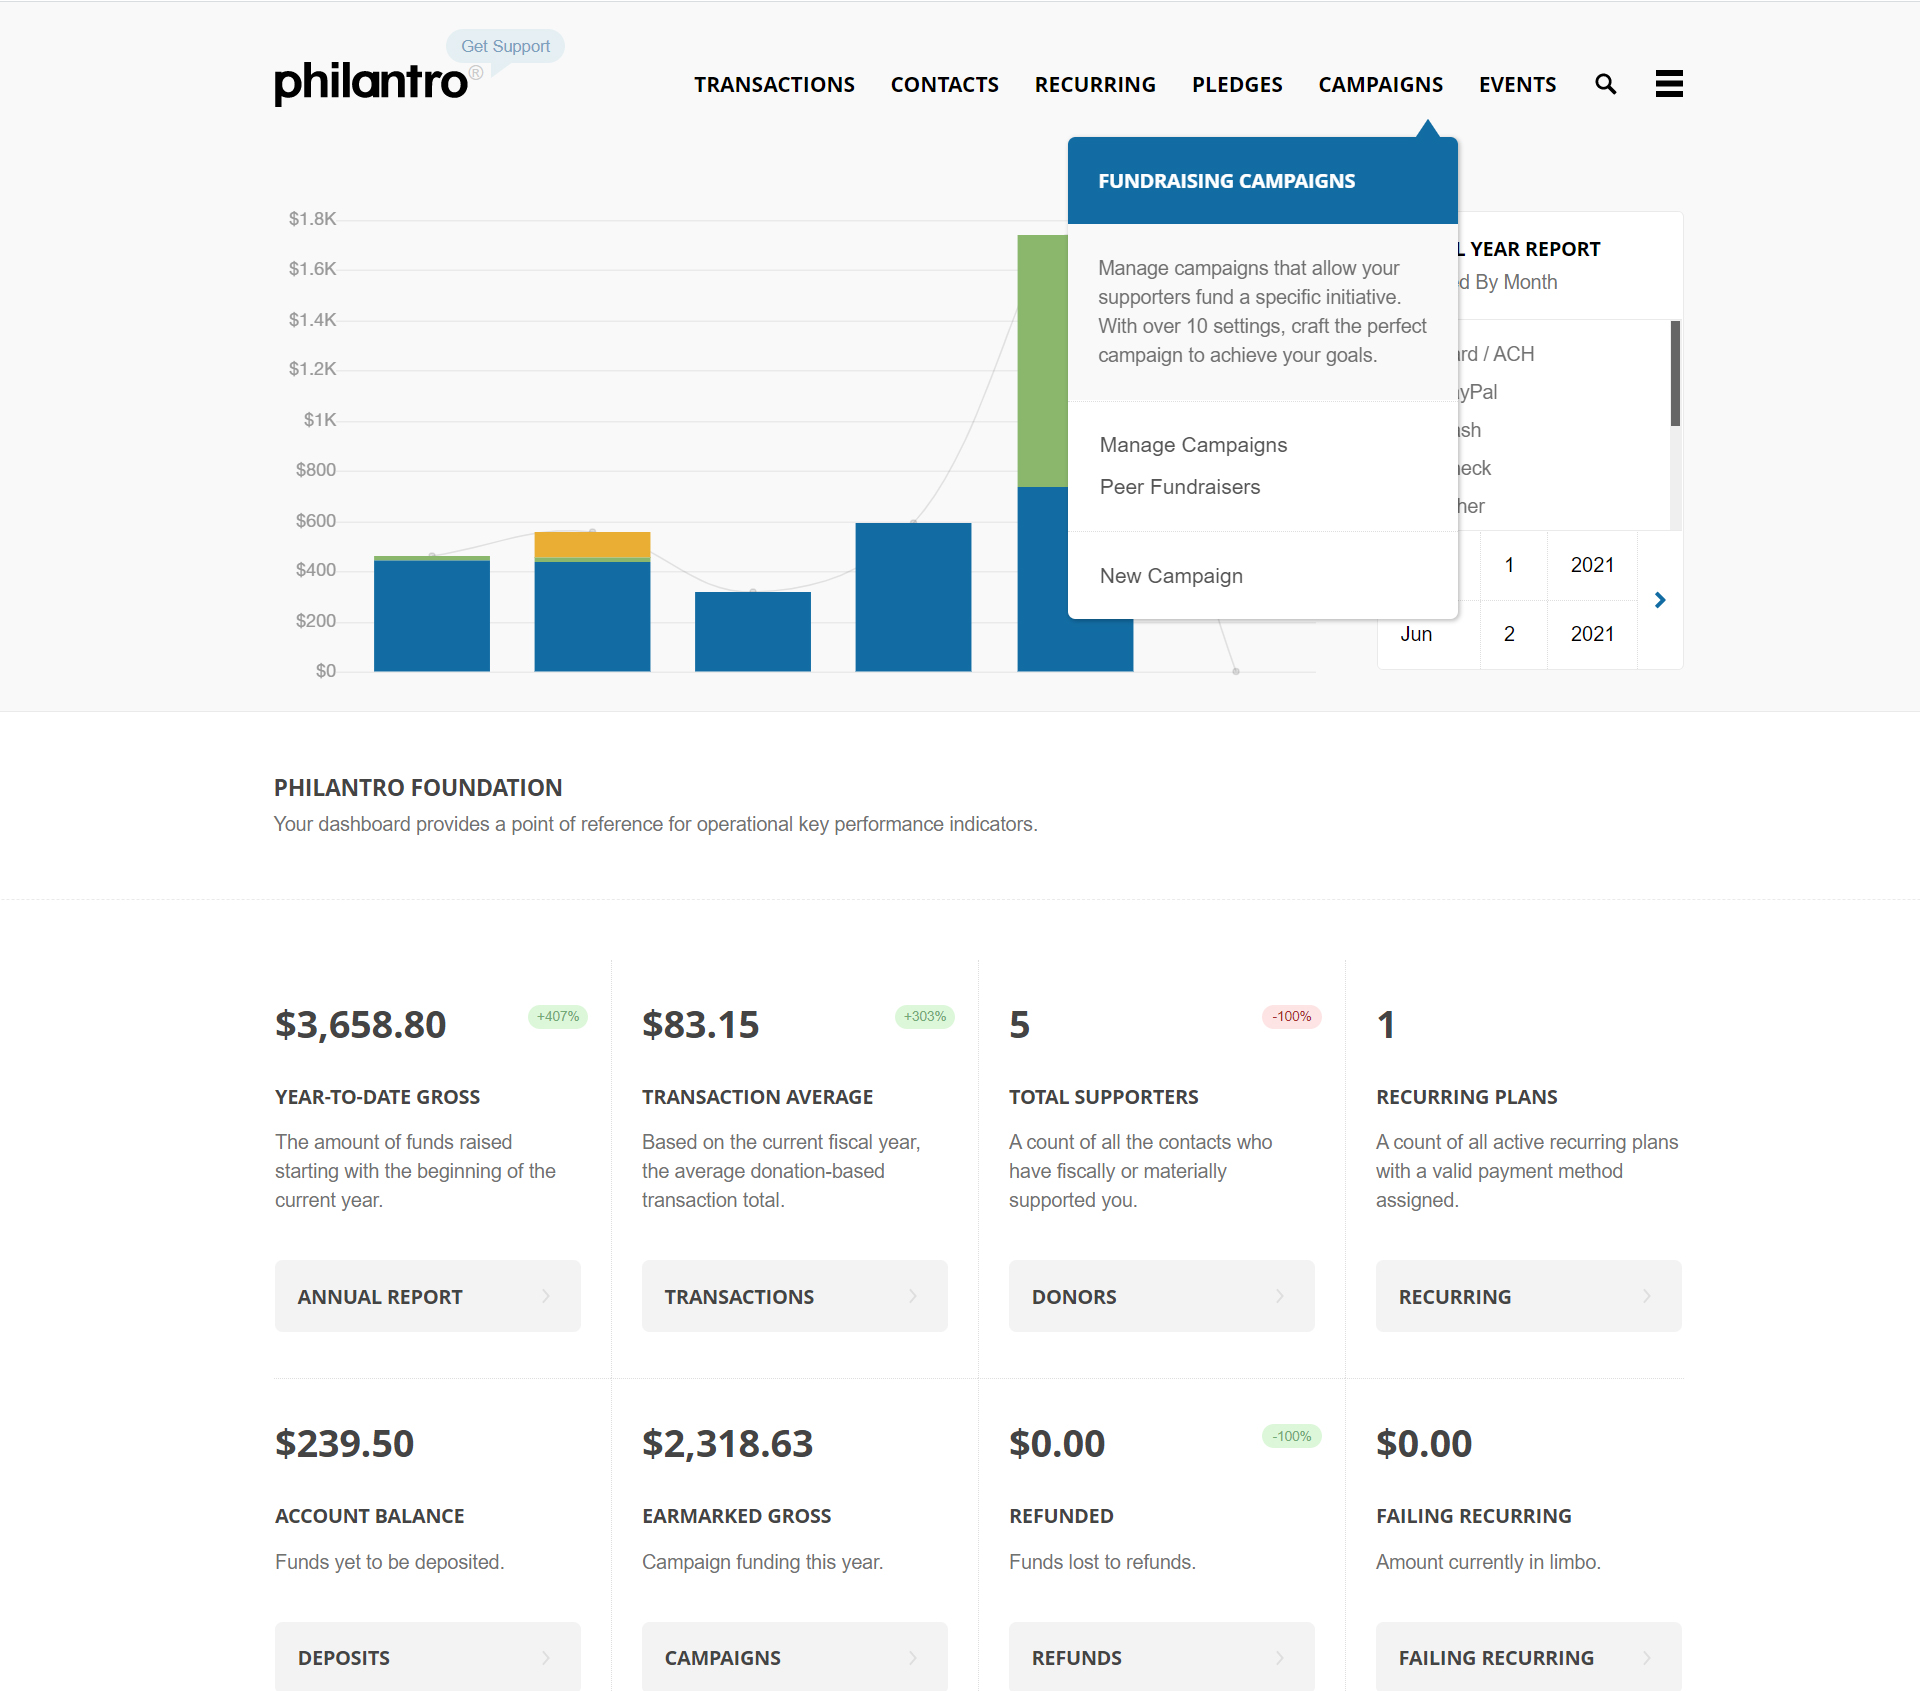 Get Support
philantro®
TRANSACTIONS CONTACTS RECURRING PLEDGES CAMPAIGNS EVENTS
FUNDRAISING CAMPAIGNS
Manage campaigns that allow your
supporters fund a specific initiative.
With over 10 settings, craft the perfect
campaign to achieve your goals.
Manage Campaigns
Peer Fundraisers
New Campaign
$1.8K
$1.6K
$1.4K
$1.2K
$1K
$800
$600
$400
$200
$0
YEAR REPORT
By Month
/ ACH
1 2021
Jun 2 2021
PHILANTRO FOUNDATION
Your dashboard provides a point of reference for operational key performance indicators.
$3,658.80 +407%
YEAR-TO-DATE GROSS
The amount of funds raised
starting with the beginning of the
current year.
ANNUAL REPORT
$83.15 +303%
TRANSACTION AVERAGE
Based on the current fiscal year,
the average donation-based
transaction total.
TRANSACTIONS
5 -100%
TOTAL SUPPORTERS
A count of all the contacts who
have fiscally or materially
supported you.
DONORS
1
RECURRING PLANS
A count of all active recurring plans
with a valid payment method
assigned.
RECURRING
$239.50
ACCOUNT BALANCE
Funds yet to be deposited.
DEPOSITS
$2,318.63
EARMARKED GROSS
Campaign funding this year.
CAMPAIGNS
$0.00 -100%
REFUNDED
Funds lost to refunds.
REFUNDS
$0.00
FAILING RECURRING
Amount currently in limbo.
FAILING RECURRING